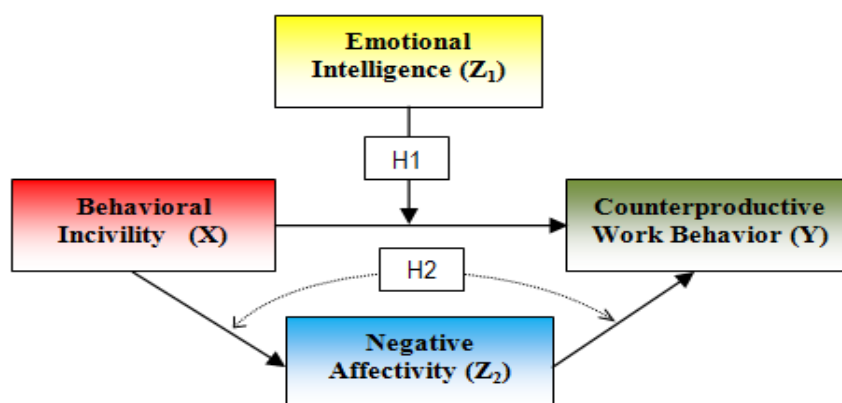 Emotional
Intelligence (Z₁)
H1
Behavioral
Incivility (X)
Counterproductive
Work Behavior (Y)
H2
Negative
Affectivity (Z₂)